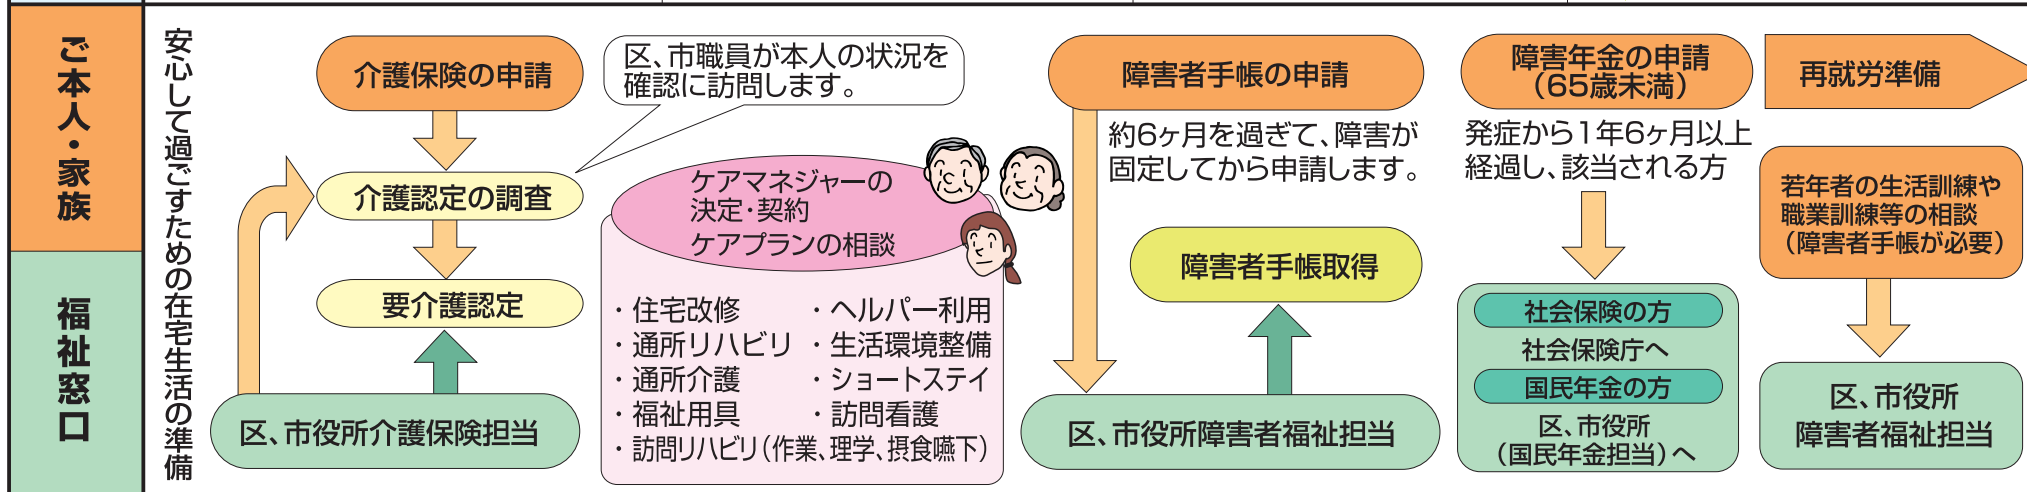 ご本人・家族
福祉窓口
安心して過ごすための在宅生活の準備
介護保険の申請
区、市職員が本人の状況を
確認に訪問します。
介護認定の調査
要介護認定
区、市役所介護保険担当
ケアマネジャーの
決定・契約
ケアプランの相談
・住宅改修
・ヘルパー利用
・通所リハビリ
・生活環境整備
・通所介護
・ショートステイ
・福祉用具
・訪問看護
・訪問リハビリ（作業、理学、摂食嚥下）
障害者手帳の申請
約6ヶ月を過ぎて、障害が
固定してから申請します。
障害者手帳取得
区、市役所障害者福祉担当
障害年金の申請
（65歳未満）
発症から1年6ヶ月以上
経過し、該当される方
社会保険の方
社会保険庁へ
国民年金の方
区、市役所
（国民年金担当）へ
再就労準備
若年者の生活訓練や
職業訓練等の相談
（障害者手帳が必要）
区、市役所
障害者福祉担当